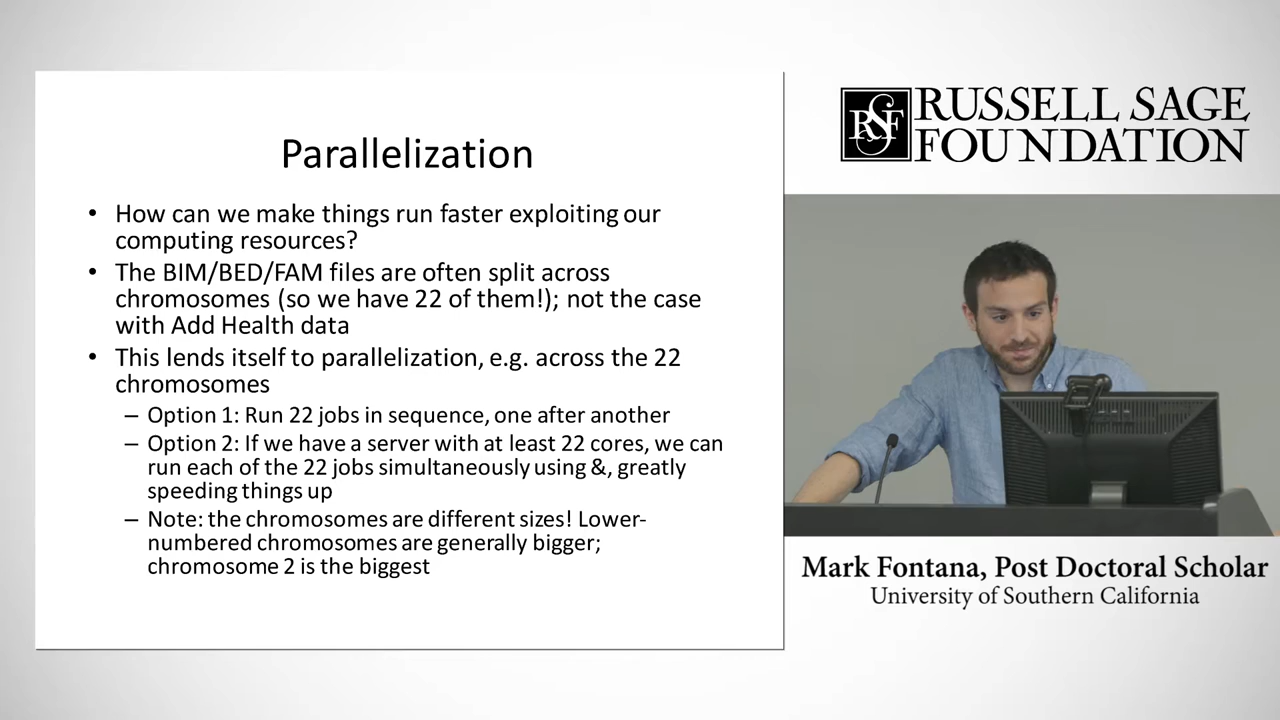 Parallelization
• How can we make things run faster exploiting our
computing resources?
• The BIM/BED/FAM files are often split across
chromosomes (so we have 22 of them!); not the case
with Add Health data
• This lends itself to parallelization, e.g. across the 22
chromosomes
– Option 1: Run 22 jobs in sequence, one after another
– Option 2: If we have a server with at least 22 cores, we can
run each of the 22 jobs simultaneously using &, greatly
speeding things up
– Note: the chromosomes are different sizes! Lower-
numbered chromosomes are generally bigger;
chromosome 2 is the biggest
RSF
RUSSELL SAGE
FOUNDATION
Mark Fontana, Post Doctoral Scholar
University of Southern California